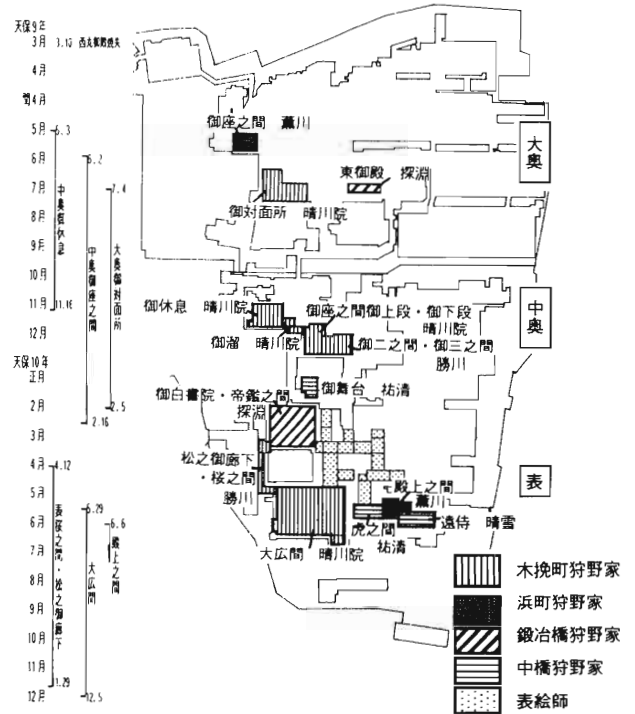 天保9年
3月 3.10 西丸御殿焼失
4月
閏4月
5月 6.3
6月 6.2
7月 7.4
8月
9月
10月
11月 11.16
12月
天保10年
正月
2月 2.5
2.16
3月
4月 4.12
5月 5.29
6月 6.6
7月
8月
9月
10月
11月 11.29
12月 12.5
中奥御休息
中奥御座之間
大奥御対面所
表桜之間・松之御廊下
大広間
殿上之間
大奥
御座之間 薫川
東御殿 探淵
御対面所 晴川院
中奥
御休息 晴川院
御座之間御上段・御下段
晴川院
御溜 晴川院
御二之間・御三之間
勝川
御舞台 祐清
御白書院・帝鑑之間
探淵
表
松之御廊下
・桜之間
勝川
殿上之間
薫川
虎之間
祐清
遠侍 晴雪
大広間 晴川院
木挽町狩野家
浜町狩野家
鍛冶橋狩野家
中橋狩野家
表絵師